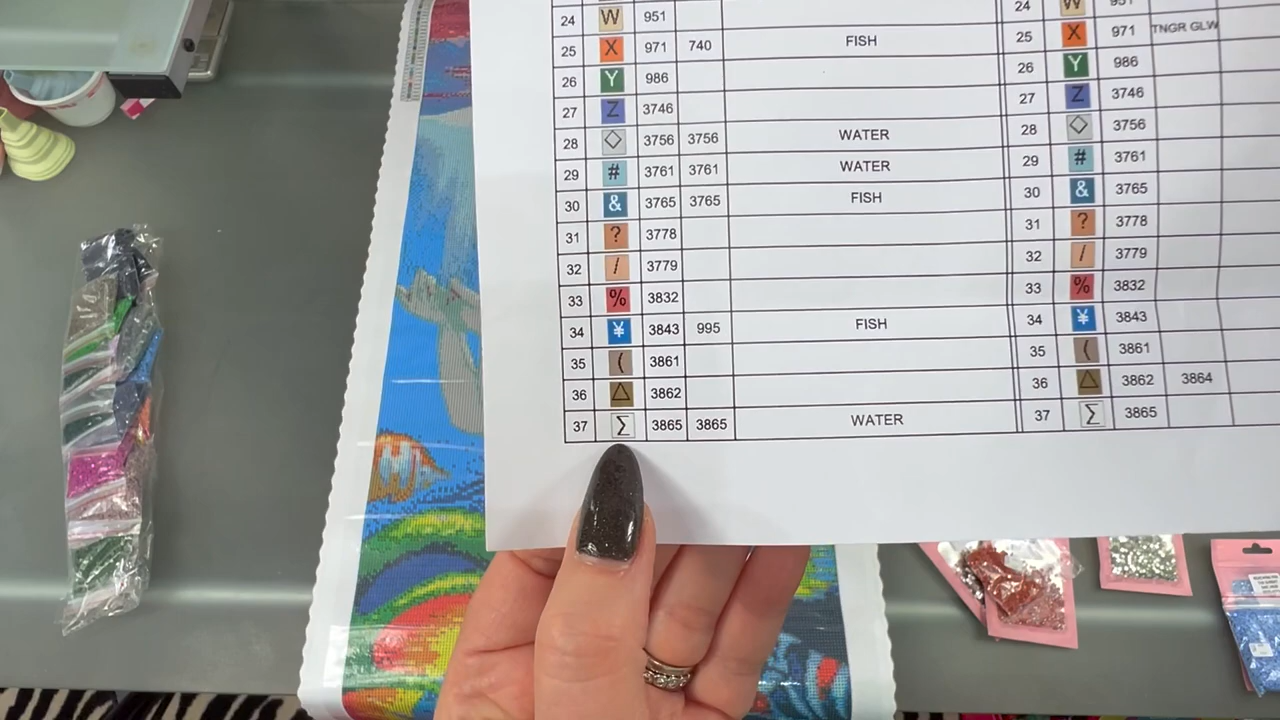 24 W 951 24 W 951
25 X 971 740 FISH 25 X 971 TNGR GLW
26 Y 986 26 Y 986
27 Z 3746 27 Z 3746
28 ◇ 3756 3756 WATER 28 ◇ 3756
29 # 3761 3761 WATER 29 # 3761
30 & 3765 3765 FISH 30 & 3765
31 ? 3778 31 ? 3778
32 / 3779 32 / 3779
33 % 3832 33 % 3832
34 ¥ 3843 995 FISH 34 ¥ 3843
35 ( 3861 35 ( 3861
36 △ 3862 36 △ 3862 3864
37 Σ 3865 3865 WATER 37 Σ 3865